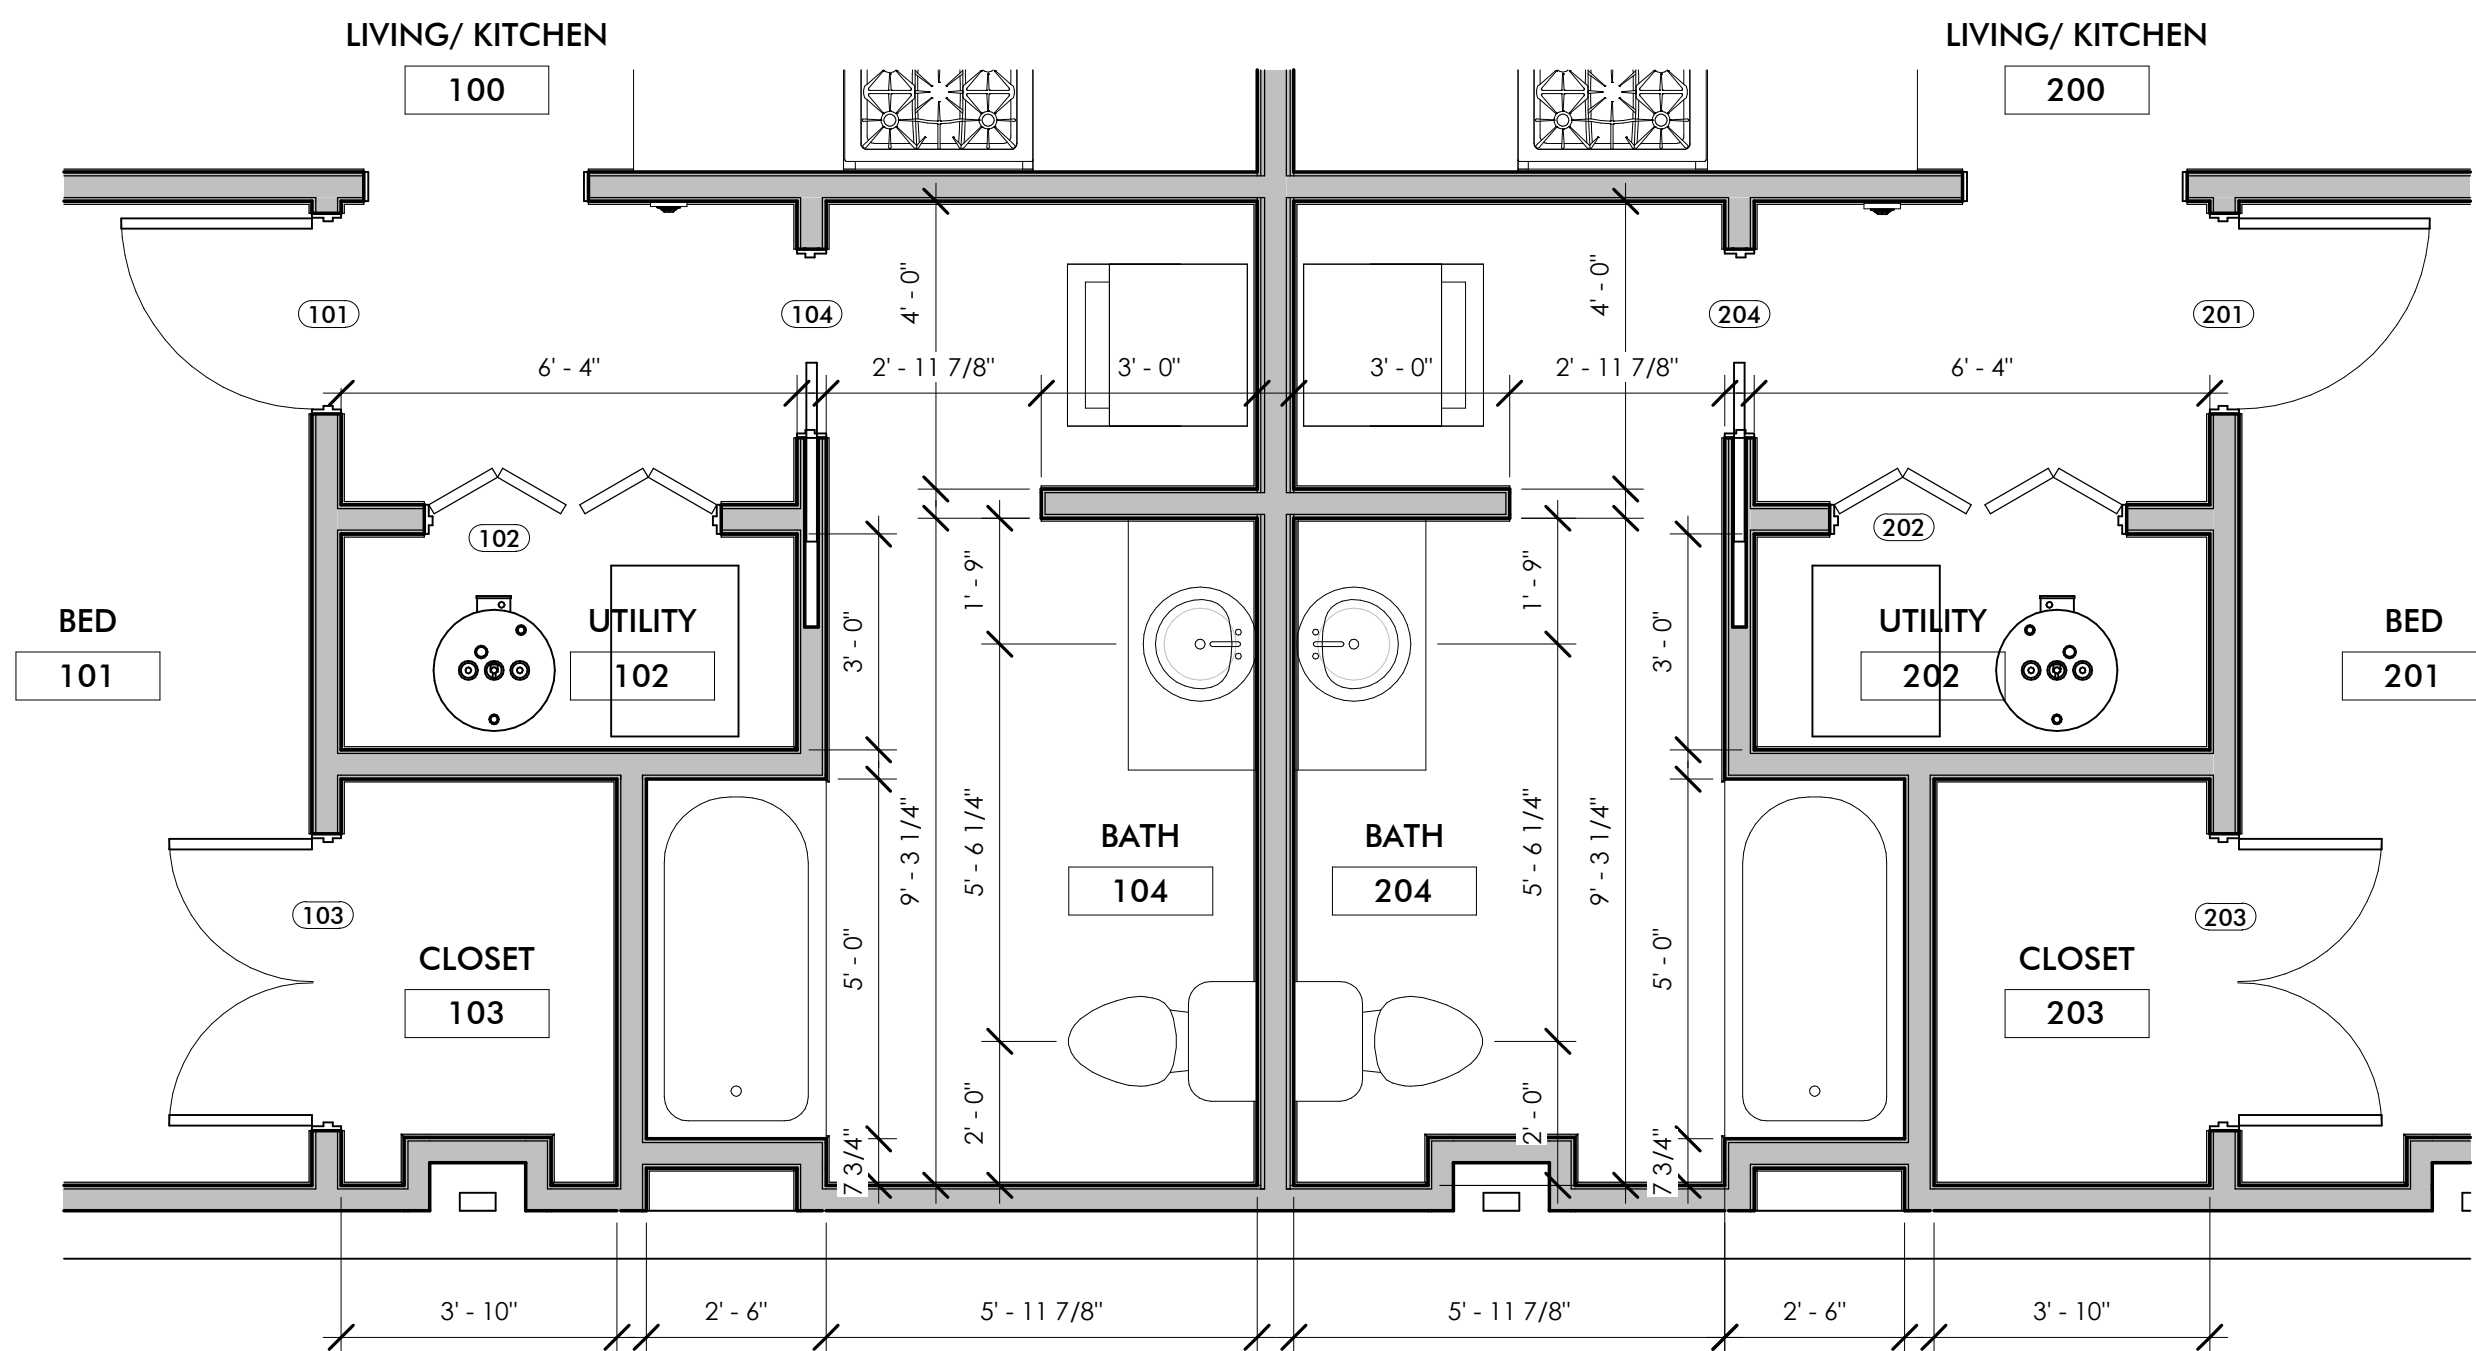 LIVING/ KITCHEN
100
LIVING/ KITCHEN
200
101
104
204
201
4' - 0"
4' - 0"
6' - 4"
2' - 11 7/8"
3' - 0"
3' - 0"
2' - 11 7/8"
6' - 4"
102
202
1' - 9"
1' - 9"
BED
101
UTILITY
102
3' - 0"
3' - 0"
UTILITY
202
BED
201
9' - 3 1/4"
5' - 6 1/4"
BATH
104
BATH
204
5' - 6 1/4"
9' - 3 1/4"
103
203
CLOSET
103
5' - 0"
5' - 0"
CLOSET
203
7 3/4"
2' - 0"
2' - 0"
7 3/4"
3' - 10"
2' - 6"
5' - 11 7/8"
5' - 11 7/8"
2' - 6"
3' - 10"